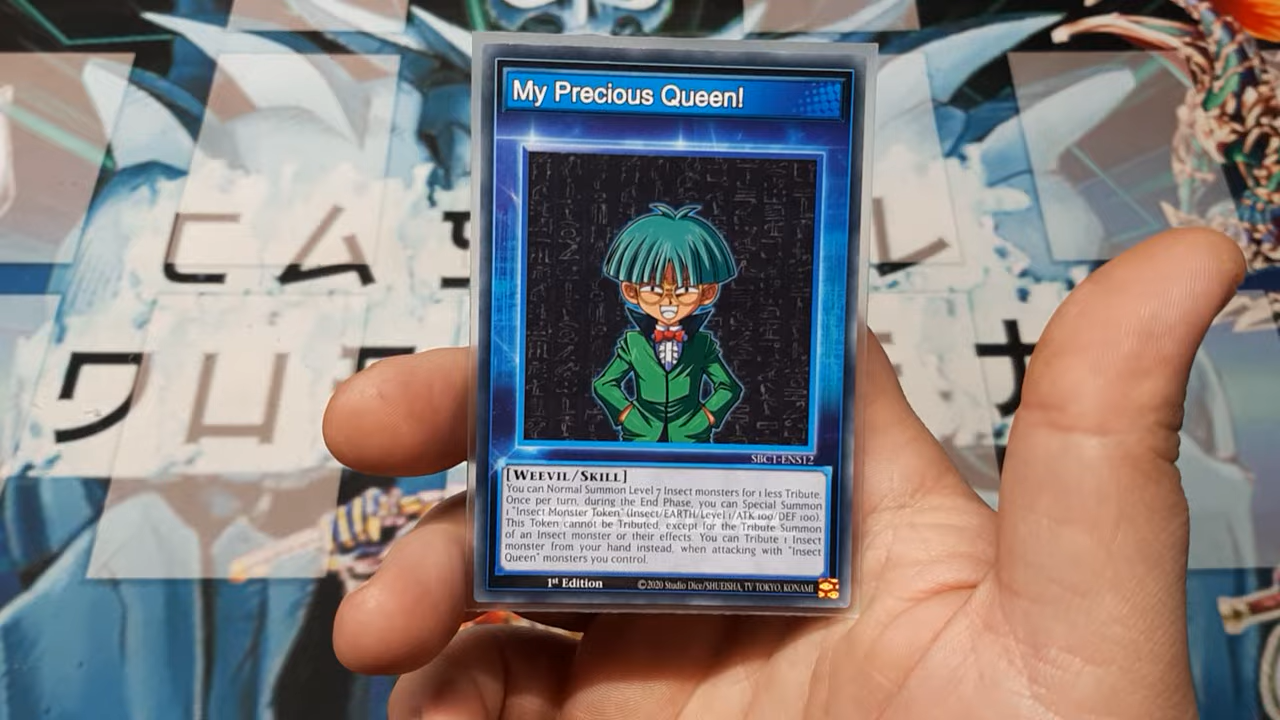 My Precious Queen!
SBC1-ENS12
[WEEVIL/SKILL]
You can Normal Summon Level 7 Insect monsters for 1 less Tribute.
Once per turn, during the End Phase, you can Special Summon
1 "Insect Monster Token" (Insect/EARTH/Level 1/ATK 100/DEF 100).
This Token cannot be Tributed, except for the Tribute Summon
of an Insect monster or their effects. You can Tribute 1 Insect
monster from your hand instead, when attacking with "Insect
Queen" monsters you control.
1st Edition
©2020 Studio Dice/SHUEISHA, TV TOKYO, KONAMI